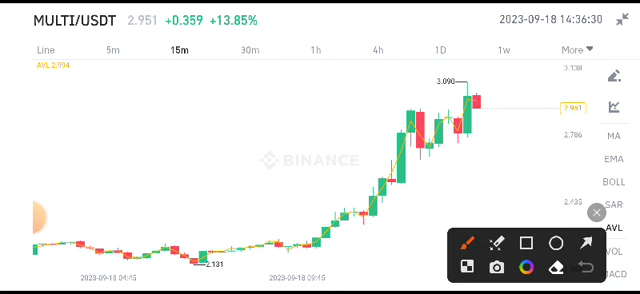 MULTI/USDT 2.951 +0.359 +13.85% 2023-09-18 14:36:30
Line 5m 15m 30m 1h 4h 1D 1w More
AVL 2.994
3.138
3.090
2.951
2.786
MA
BINANCE
EMA
BOLL
2.435
SAR
AVL
2.131
VOL
MACD
2023-09-18 04:45 2023-09-18 09:45